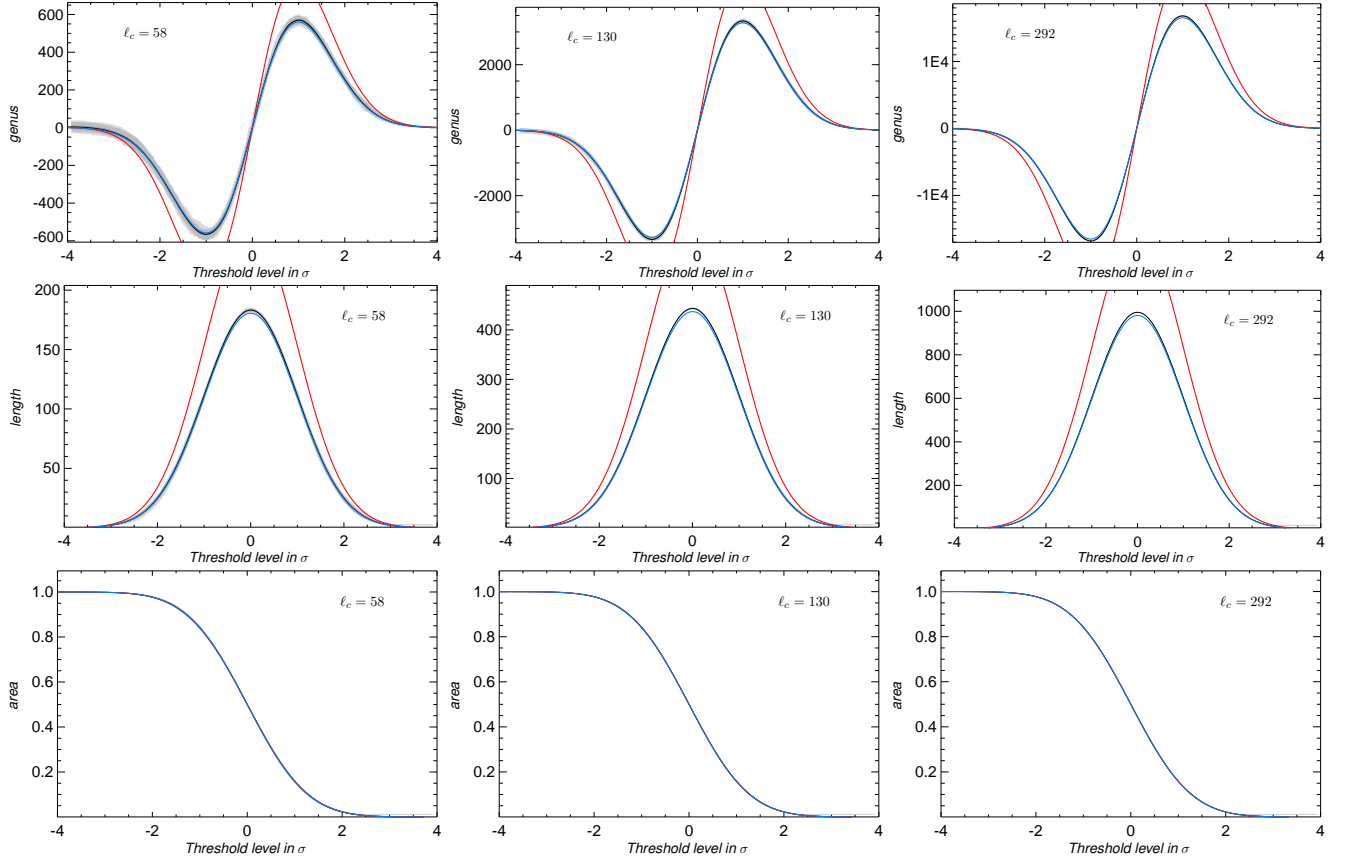 600
400
200
0
-200
-400
-600
genus
ℓc = 58
-4 -2 0 2 4
Threshold level in σ
2000
0
-2000
genus
ℓc = 130
-4 -2 0 2 4
Threshold level in σ
1E4
0
-1E4
genus
ℓc = 292
-4 -2 0 2 4
Threshold level in σ
200
150
100
50
length
ℓc = 58
-4 -2 0 2 4
Threshold level in σ
400
300
200
100
length
ℓc = 130
-4 -2 0 2 4
Threshold level in σ
1000
800
600
400
200
length
ℓc = 292
-4 -2 0 2 4
Threshold level in σ
1.0
0.8
0.6
0.4
0.2
area
ℓc = 58
-4 -2 0 2 4
Threshold level in σ
1.0
0.8
0.6
0.4
0.2
area
ℓc = 130
-4 -2 0 2 4
Threshold level in σ
1.0
0.8
0.6
0.4
0.2
area
ℓc = 292
-4 -2 0 2 4
Threshold level in σ